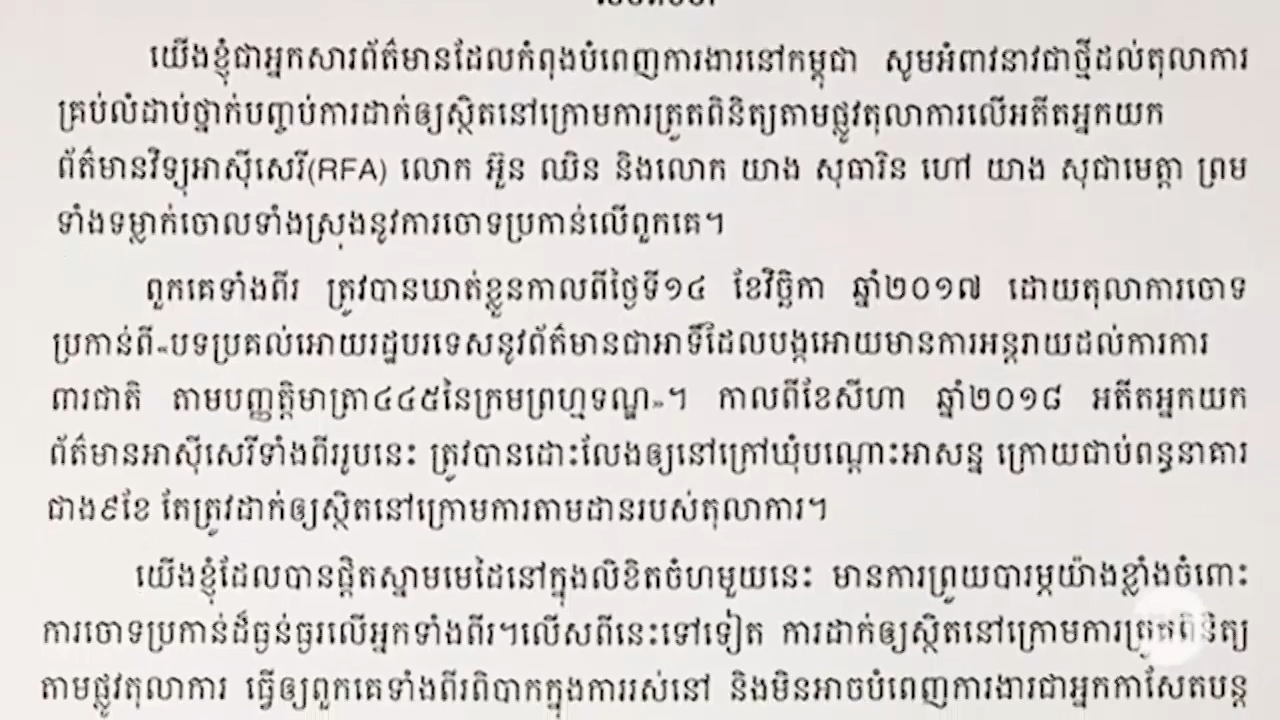 យើងខ្ញុំជាអ្នកសារព័ត៌មានដែលកំពុងបំពេញការងារនៅកម្ពុជា សូមអំពាវនាវជាថ្មីដល់តុលាការ
គ្រប់លំដាប់ថ្នាក់បញ្ចប់ការដាក់ឲ្យស្ថិតនៅក្រោមការត្រួតពិនិត្យតាមផ្លូវតុលាការលើអតីតអ្នកយក
ព័ត៌មានវិទ្យុអាស៊ីសេរី(RFA) លោក អ៊ួន ឈិន និងលោក យាង សុធារិន ហៅ យាង សុជាមេត្តា ព្រម
ទាំងទម្លាក់ចោលទាំងស្រុងនូវការចោទប្រកាន់លើពួកគេ។
ពួកគេទាំងពីរ ត្រូវបានឃាត់ខ្លួនកាលពីថ្ងៃទី១៤ ខែវិច្ឆិកា ឆ្នាំ២០១៧ ដោយតុលាការចោទ
ប្រកាន់ពី«បទប្រគល់អោយរដ្ឋបរទេសនូវព័ត៌មានជាអាទិ៍ដែលបង្កអោយមានការអន្តរាយដល់ការការ
ពារជាតិ តាមបញ្ញត្តិមាត្រា៤៤៥នៃក្រមព្រហ្មទណ្ឌ»។ កាលពីខែសីហា ឆ្នាំ២០១៨ អតីតអ្នកយក
ព័ត៌មានអាស៊ីសេរីទាំងពីររូបនេះ ត្រូវបានដោះលែងឲ្យនៅក្រៅឃុំបណ្ដោះអាសន្ន ក្រោយជាប់ពន្ធនាគារ
ជាង៩ខែ តែត្រូវដាក់ឲ្យស្ថិតនៅក្រោមការតាមដានរបស់តុលាការ។
យើងខ្ញុំដែលបានផ្ដិតស្នាមមេដៃនៅក្នុងលិខិតចំហមួយនេះ មានការព្រួយបារម្ភយ៉ាងខ្លាំងចំពោះ
ការចោទប្រកាន់ដ៏ធ្ងន់ធ្ងរលើអ្នកទាំងពីរ។លើសពីនេះទៅទៀត ការដាក់ឲ្យស្ថិតនៅក្រោមការត្រួតពិនិត្យ
តាមផ្លូវតុលាការ ធ្វើឲ្យពួកគេទាំងពីរពិបាកក្នុងការរស់នៅ និងមិនអាចបំពេញការងារជាអ្នកកាសែតបន្ត